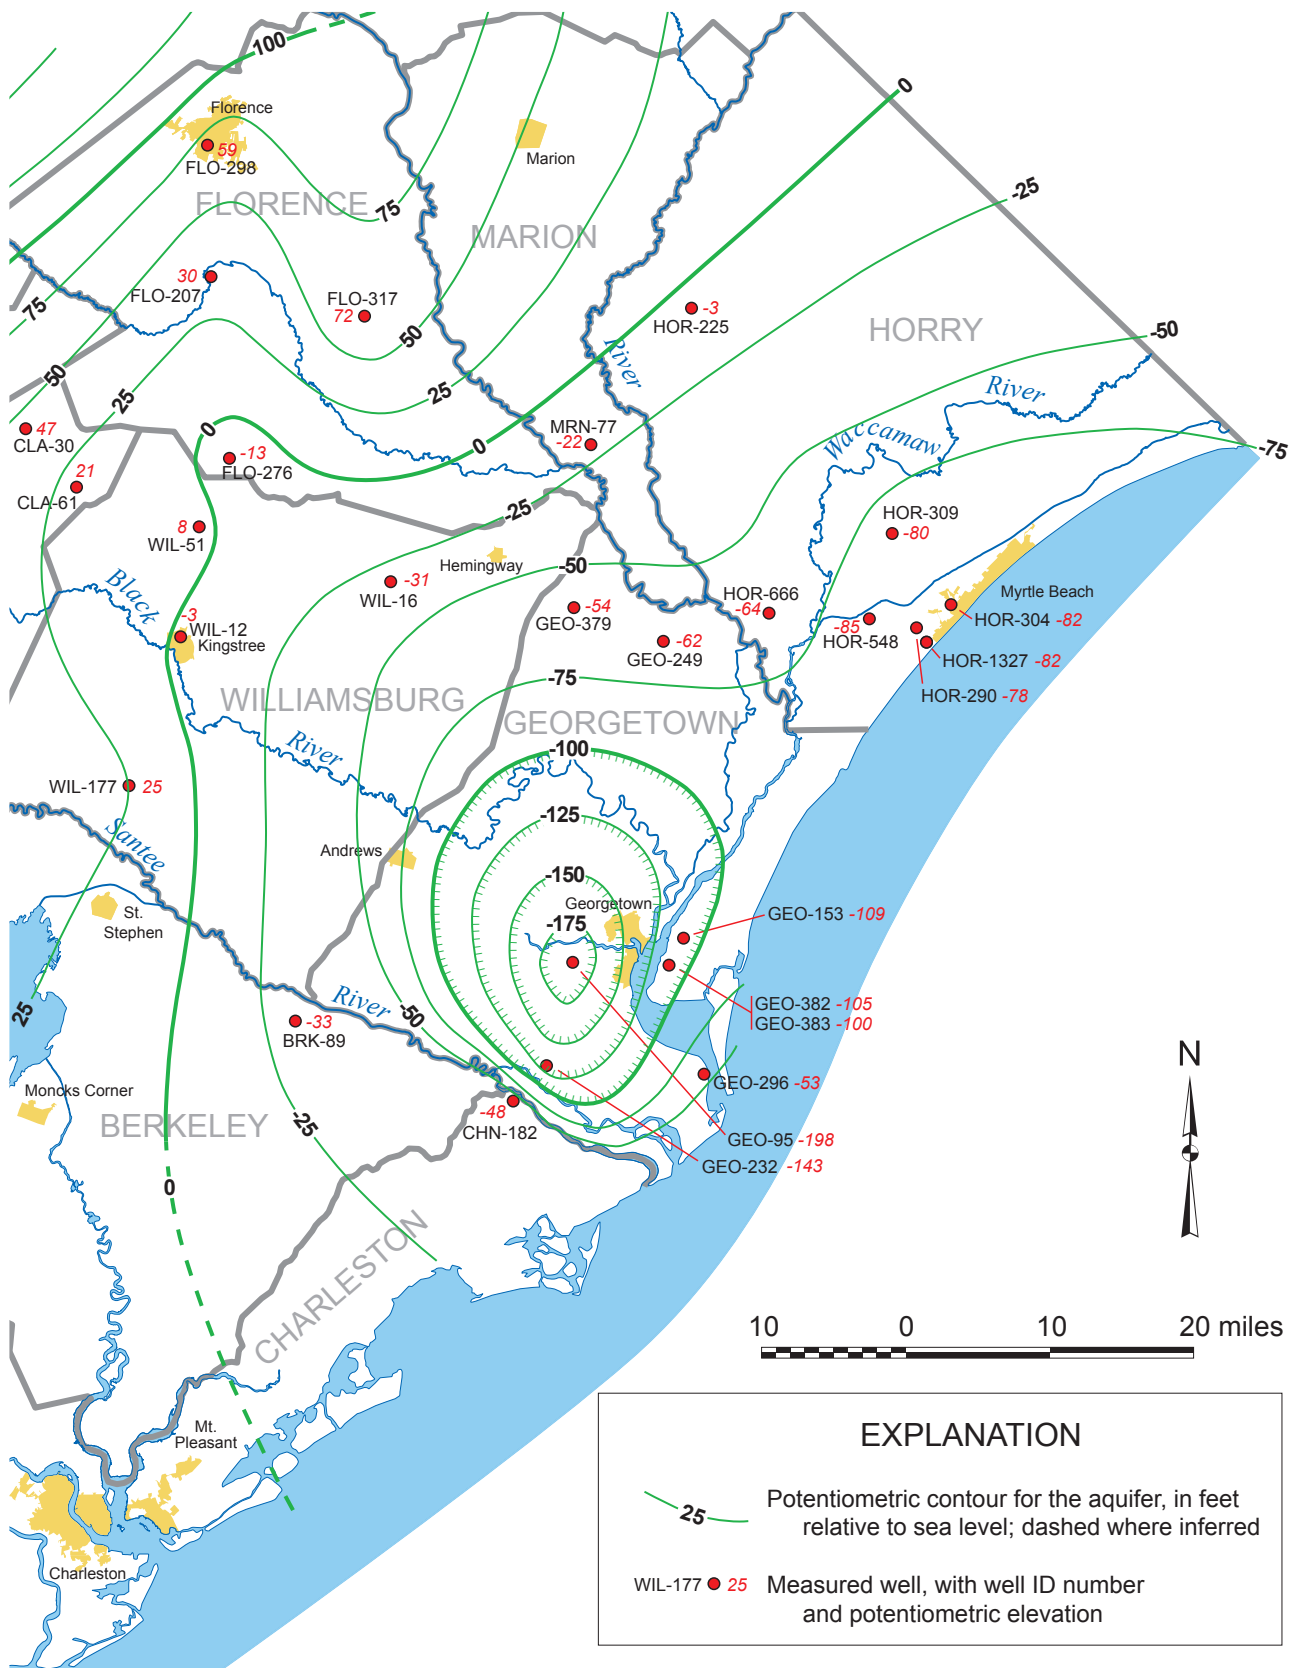 100
0
Florence
59
FLO-298
Marion
FLORENCE
75
MARION
-25
30
FLO-207
FLO-317
72
-3
HOR-225
HORRY
75
50
River
-50
50
25
25
River
47
CLA-30
0
-13
FLO-276
0
MRN-77
-22
Waccamaw
-75
21
CLA-61
-25
HOR-309
-80
8
WIL-51
Hemingway
-50
Black
-31
WIL-16
-54
GEO-379
HOR-666
-64
Myrtle Beach
-3
WIL-12
Kingstree
-62
GEO-249
-85
HOR-548
HOR-304 -82
HOR-1327 -82
HOR-290 -78
-75
WILLIAMSBURG
GEORGETOWN
River
-100
WIL-177
25
-125
Santee
Andrews
-150
Georgetown
St.
Stephen
-175
GEO-153 -109
25
River
-50
GEO-382 -105
GEO-383 -100
-33
BRK-89
Moncks Corner
GEO-296 -53
N
BERKELEY
-25
-48
CHN-182
GEO-95 -198
GEO-232 -143
0
CHARLESTON
10 0 10 20 miles
Mt.
Pleasant
Charleston
EXPLANATION
25
Potentiometric contour for the aquifer, in feet
relative to sea level; dashed where inferred
WIL-177 25
Measured well, with well ID number
and potentiometric elevation